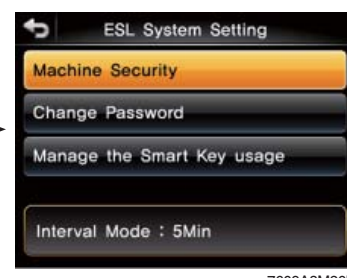 ESL System Setting
Machine Security
Change Password
Manage the Smart Key usage
Interval Mode : 5Min